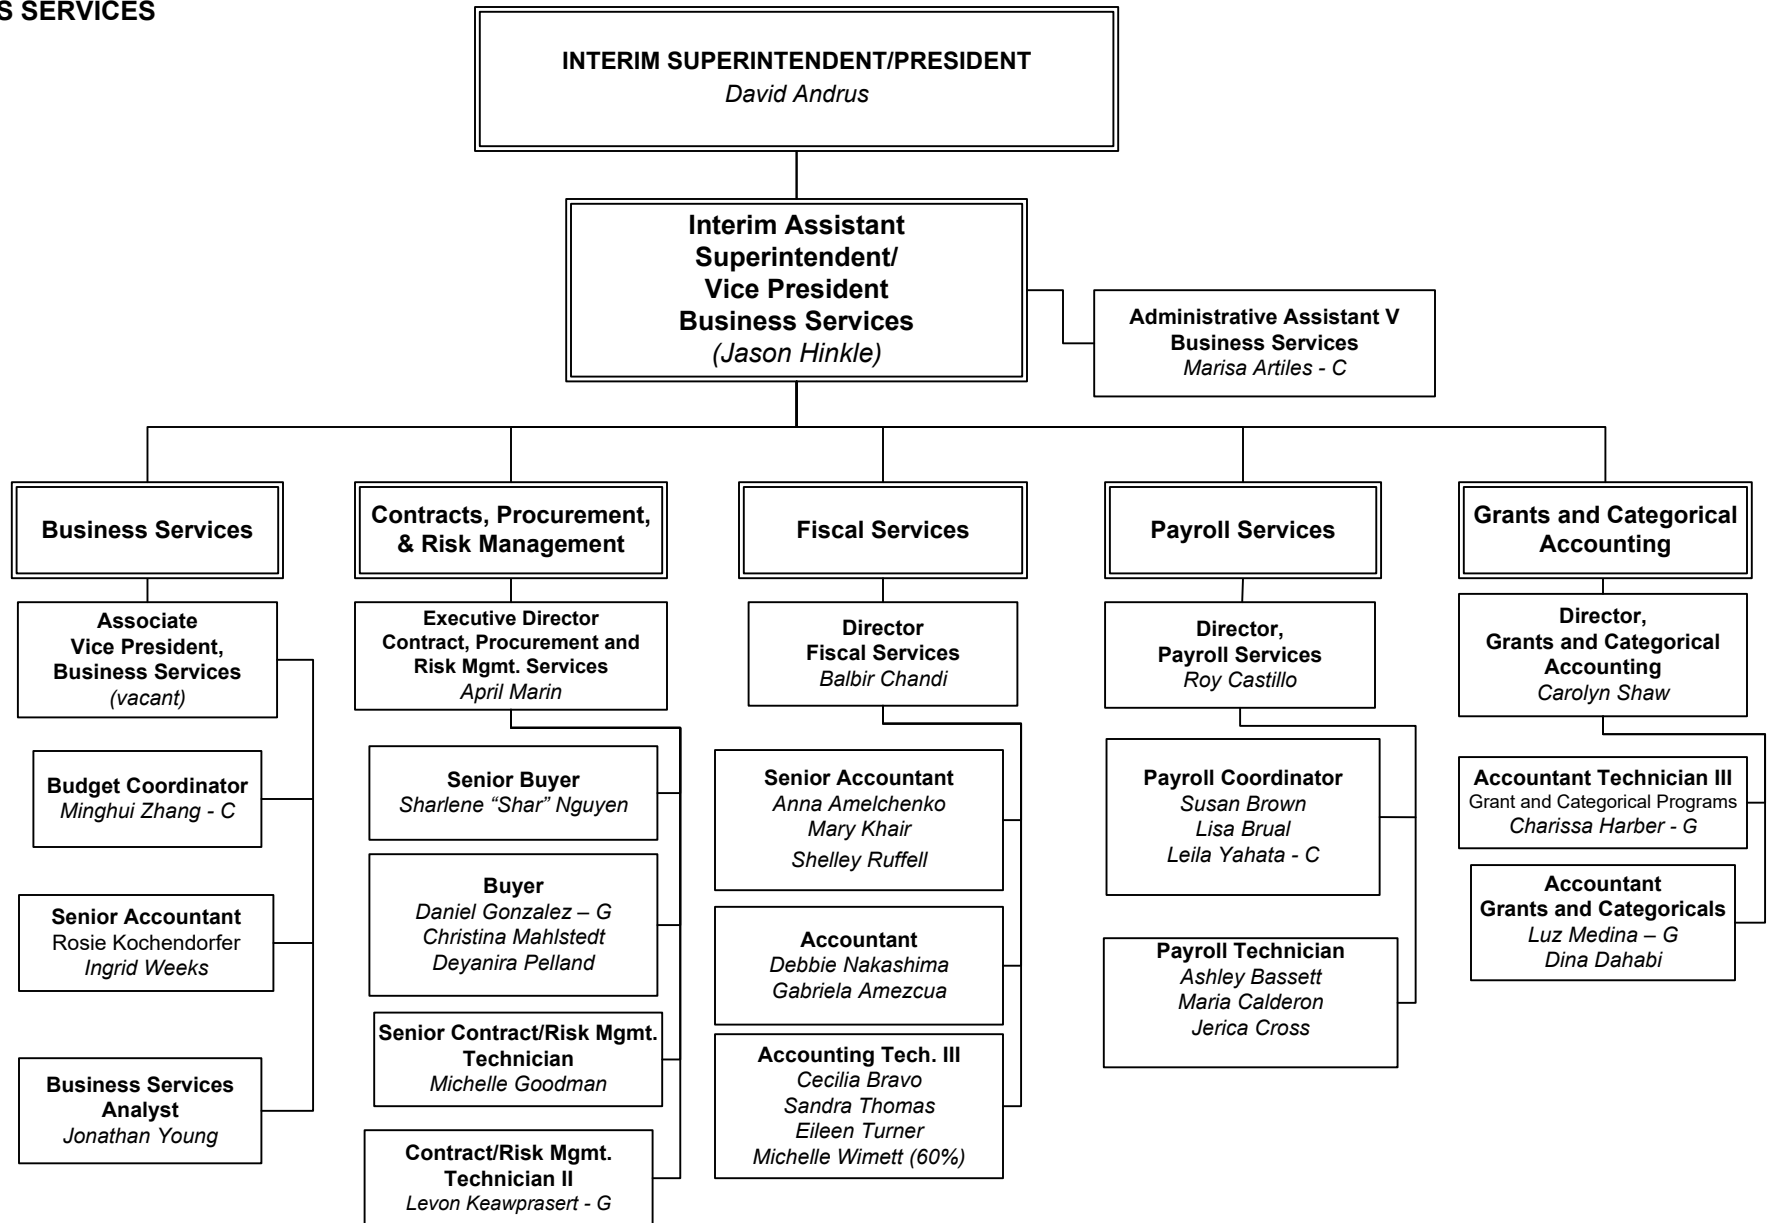 S SERVICES
INTERIM SUPERINTENDENT/PRESIDENT
David Andrus
Interim Assistant
Superintendent/
Vice President
Business Services
(Jason Hinkle)
Administrative Assistant V
Business Services
Marisa Artiles - C
Business Services
Associate
Vice President,
Business Services
(vacant)
Budget Coordinator
Minghui Zhang - C
Senior Accountant
Rosie Kochendorfer
Ingrid Weeks
Business Services
Analyst
Jonathan Young
Contracts, Procurement,
& Risk Management
Executive Director
Contract, Procurement and
Risk Mgmt. Services
April Marin
Senior Buyer
Sharlene “Shar” Nguyen
Buyer
Daniel Gonzalez – G
Christina Mahlstedt
Deyanira Pelland
Senior Contract/Risk Mgmt.
Technician
Michelle Goodman
Contract/Risk Mgmt.
Technician II
Levon Keawprasert - G
Fiscal Services
Director
Fiscal Services
Balbir Chandi
Senior Accountant
Anna Amelchenko
Mary Khair
Shelley Ruffell
Accountant
Debbie Nakashima
Gabriela Amezcua
Accounting Tech. III
Cecilia Bravo
Sandra Thomas
Eileen Turner
Michelle Wimett (60%)
Payroll Services
Director,
Payroll Services
Roy Castillo
Payroll Coordinator
Susan Brown
Lisa Brual
Leila Yahata - C
Payroll Technician
Ashley Bassett
Maria Calderon
Jerica Cross
Grants and Categorical
Accounting
Director,
Grants and Categorical
Accounting
Carolyn Shaw
Accountant Technician III
Grant and Categorical Programs
Charissa Harber - G
Accountant
Grants and Categoricals
Luz Medina – G
Dina Dahabi